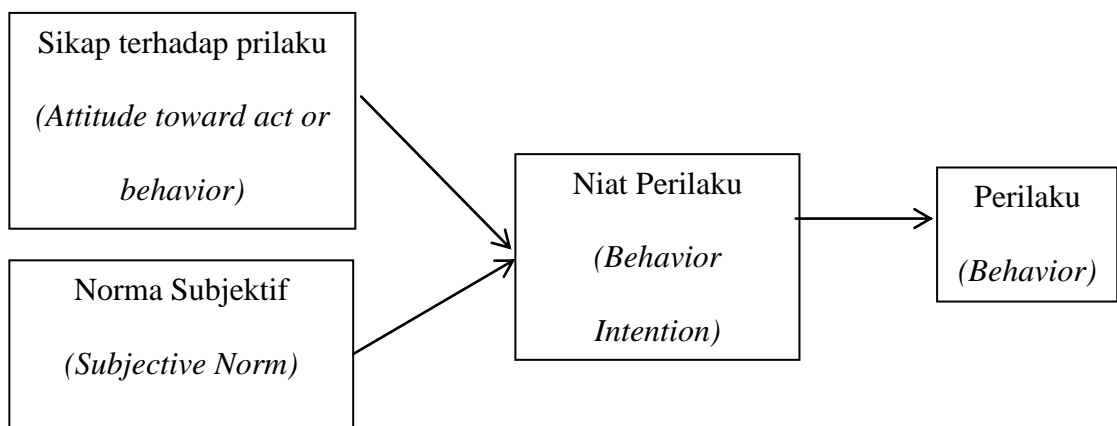 Sikap terhadap prilaku
(Attitude toward act or
behavior)
Norma Subjektif
(Subjective Norm)
Niat Perilaku
(Behavior
Intention)
Perilaku
(Behavior)